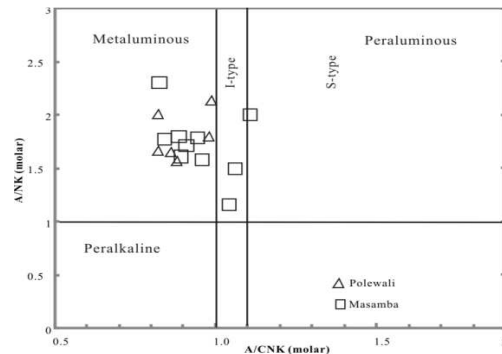 3
Metaluminous
Peraluminous
I-type
S-type
2.5
2
A/NK (molar)
1.5
1
Peralkaline
0.5
Polewali
Masamba
0
0.5
1.0
1.5
A/CNK (molar)